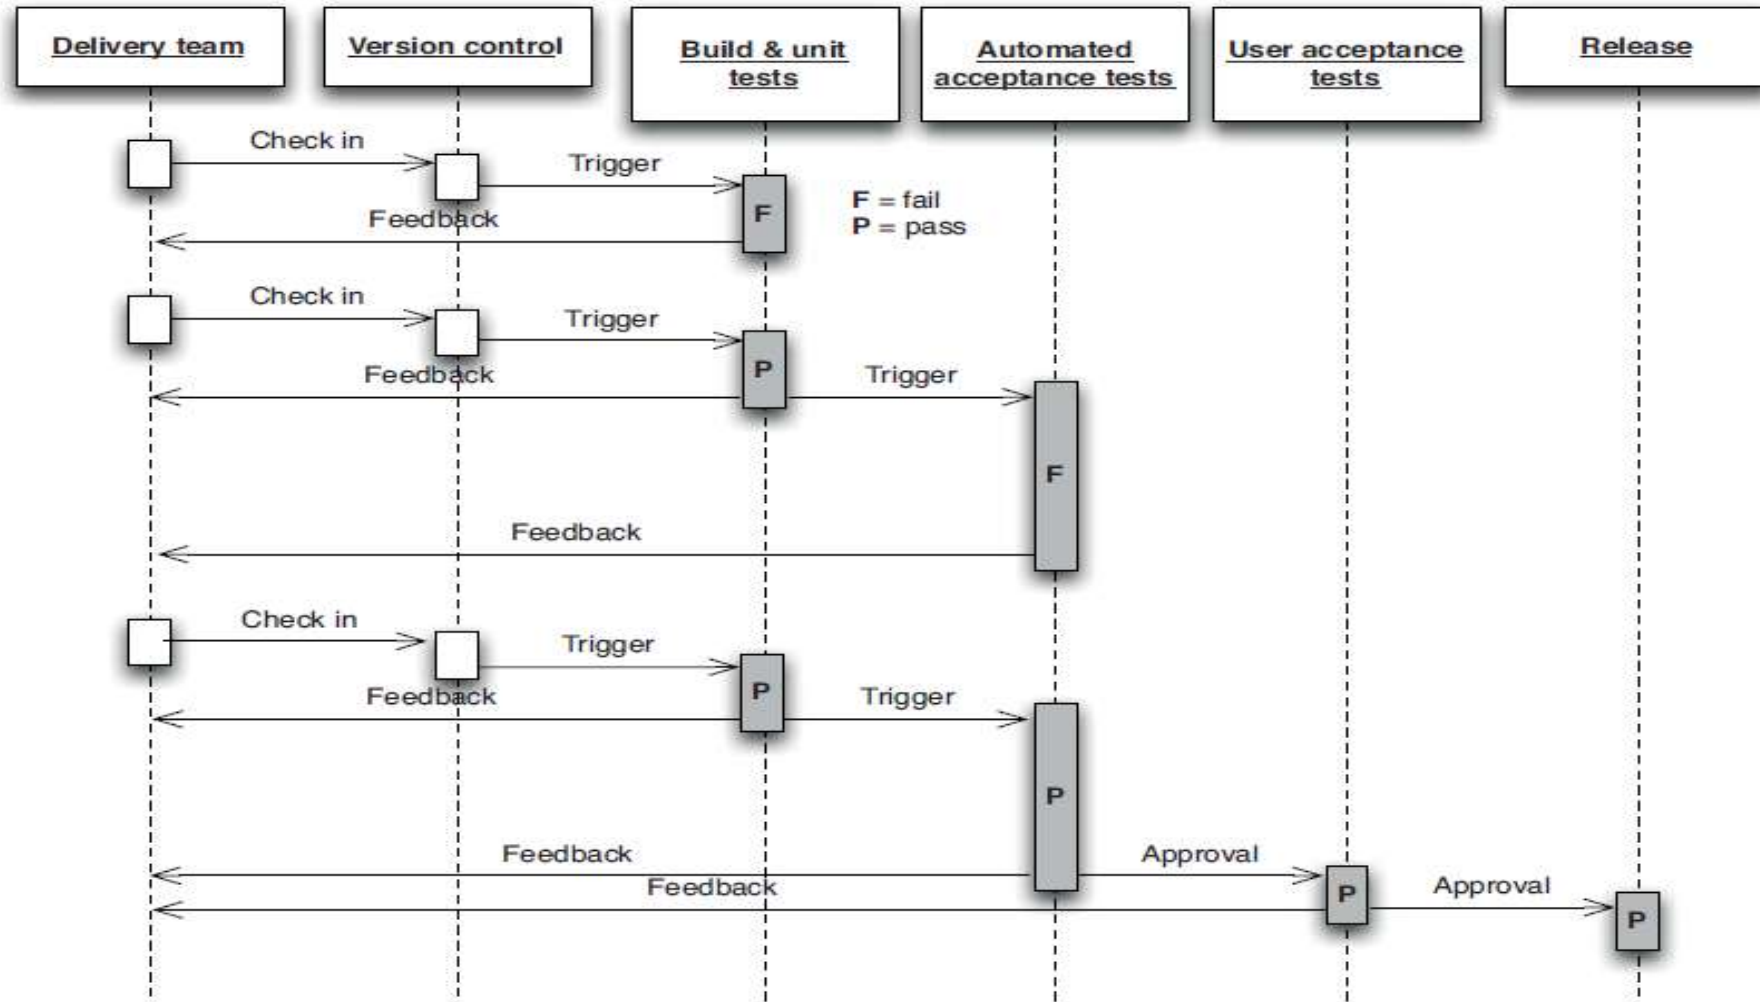 Delivery team
Version control
Build & unit
tests
Automated
acceptance tests
User acceptance
tests
Release
Check in
Trigger
F
F = fail
P = pass
Feedback
Check in
Trigger
P
Feedback
Trigger
F
Feedback
Check in
Trigger
P
Feedback
Trigger
P
Feedback
Approval
Feedback
P
Approval
P